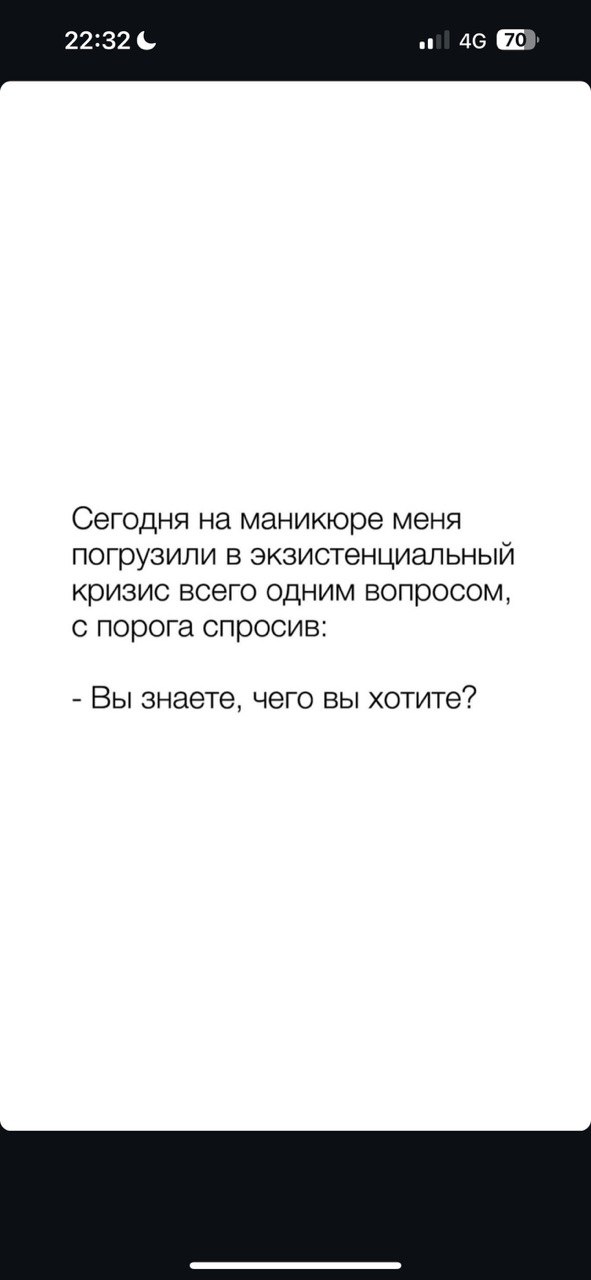 22:32
4G 70
Сегодня на маникюре меня
погрузили в экзистенциальный
кризис всего одним вопросом,
с порога спросив:
- Вы знаете, чего вы хотите?